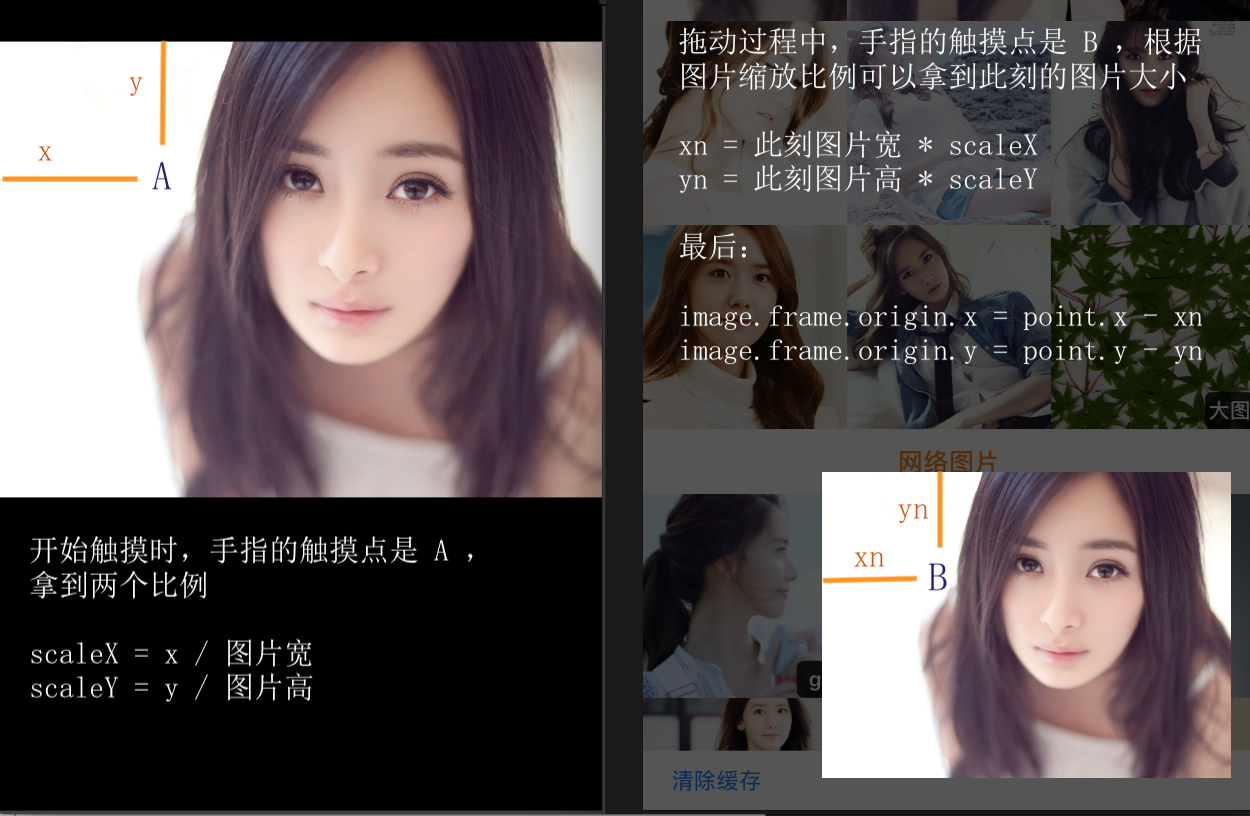 y
x
A
开始触摸时，手指的触摸点是 A ，
拿到两个比例
scaleX = x / 图片宽
scaleY = y / 图片高
拖动过程中，手指的触摸点是 B ，根据
图片缩放比例可以拿到此刻的图片大小
xn = 此刻图片宽 * scaleX
yn = 此刻图片高 * scaleY
最后：
image.frame.origin.x = point.x - xn
image.frame.origin.y = point.y - yn
大图
网络图片
yn
xn
B
g
清除缓存